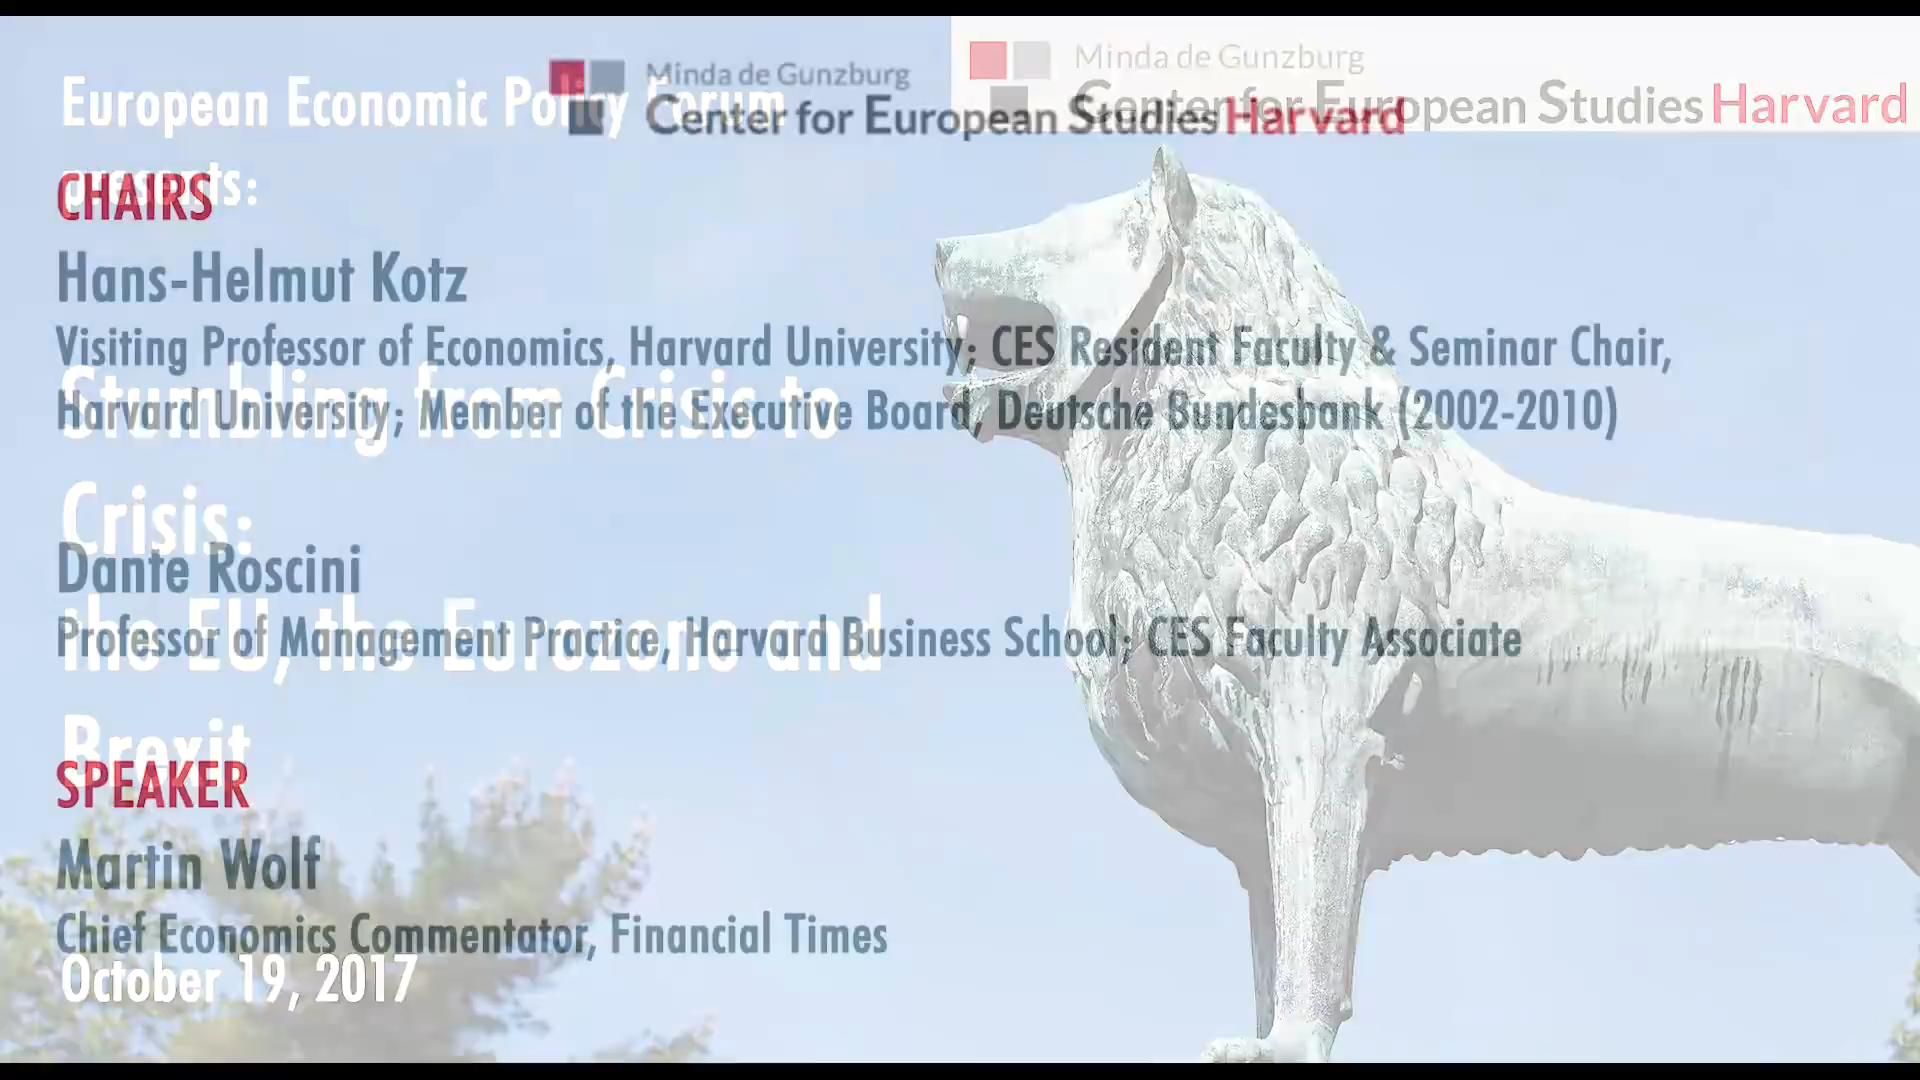 European Economic Policy Forum
presents:
Stumbling from Crisis to
Crisis:
the EU, the Eurozone and
Brexit
October 19, 2017
Minda de Gunzburg
Center for European Studies Harvard
Minda de Gunzburg
Center for European Studies Harvard
CHAIRS
Hans-Helmut Kotz
Visiting Professor of Economics, Harvard University; CES Resident Faculty & Seminar Chair,
Harvard University; Member of the Executive Board, Deutsche Bundesbank (2002-2010)
Dante Roscini
Professor of Management Practice, Harvard Business School; CES Faculty Associate
SPEAKER
Martin Wolf
Chief Economics Commentator, Financial Times